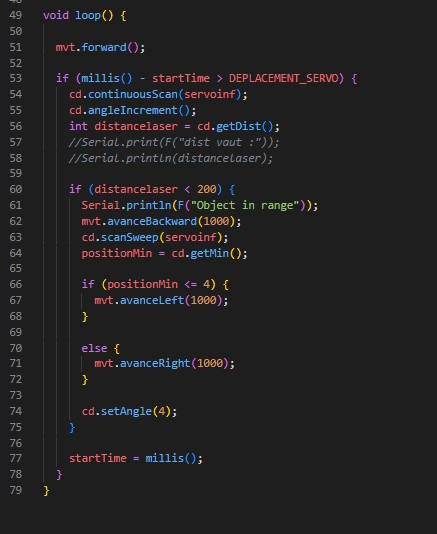 49 void loop() {
50
51 mvt.forward();
52
53 if (millis() - startTime > DEPLACEMENT_SERVO) {
54 cd.continuousScan(servoinf);
55 cd.angleIncrement();
56 int distancelaser = cd.getDist();
57 //Serial.print(F("dist vaut :"));
58 //Serial.println(distancelaser);
59
60 if (distancelaser < 200) {
61 Serial.println(F("Object in range"));
62 mvt.avanceBackward(1000);
63 cd.scanSweep(servoinf);
64 positionMin = cd.getMin();
65
66 if (positionMin <= 4) {
67 mvt.avanceLeft(1000);
68 }
69
70 else {
71 mvt.avanceRight(1000);
72 }
73
74 cd.setAngle(4);
75 }
76
77 startTime = millis();
78 }
79 }